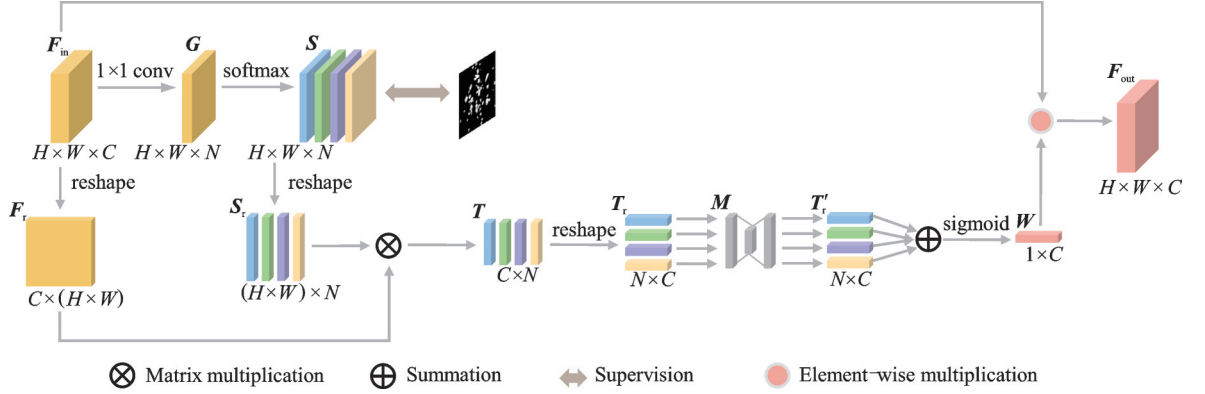 F_in
G
S
1×1 conv
softmax
F_out
H×W×C
H×W×N
H×W×N
H×W×C
reshape
reshape
F_r
S_r
T
T_r
M
T′_r
reshape
sigmoid
W
C×N
N×C
N×C
1×C
C×(H×W)
(H×W)×N
Matrix multiplication
Summation
Supervision
Element-wise multiplication